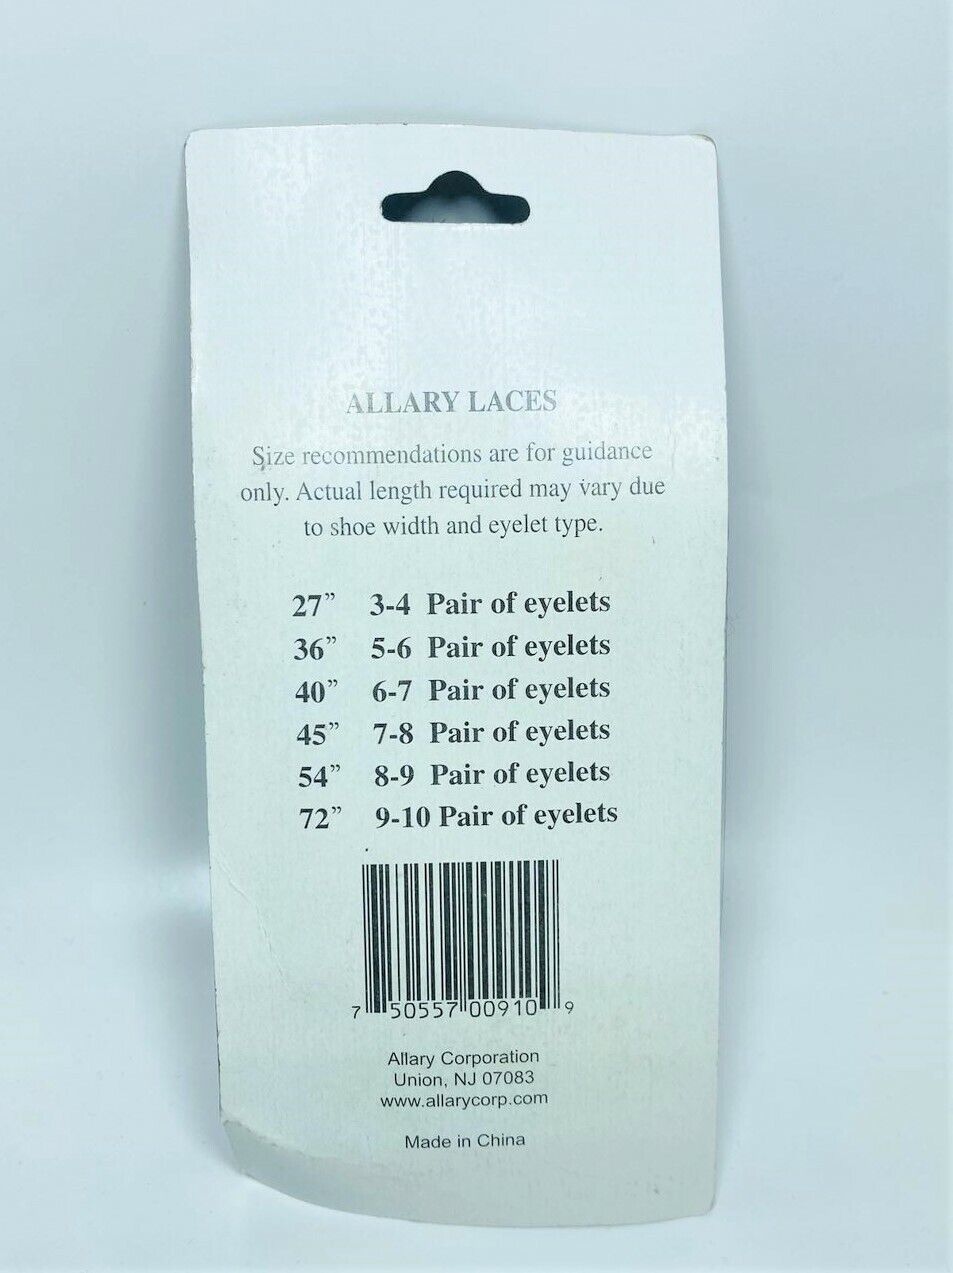 ALLARY LACES
Size recommendations are for guidance
only. Actual length required may vary due
to shoe width and eyelet type.
27” 3-4 Pair of eyelets
36” 5-6 Pair of eyelets
40” 6-7 Pair of eyelets
45” 7-8 Pair of eyelets
54” 8-9 Pair of eyelets
72” 9-10 Pair of eyelets
7 50557 00910 9
Allary Corporation
Union, NJ 07083
www.allarycorp.com
Made in China